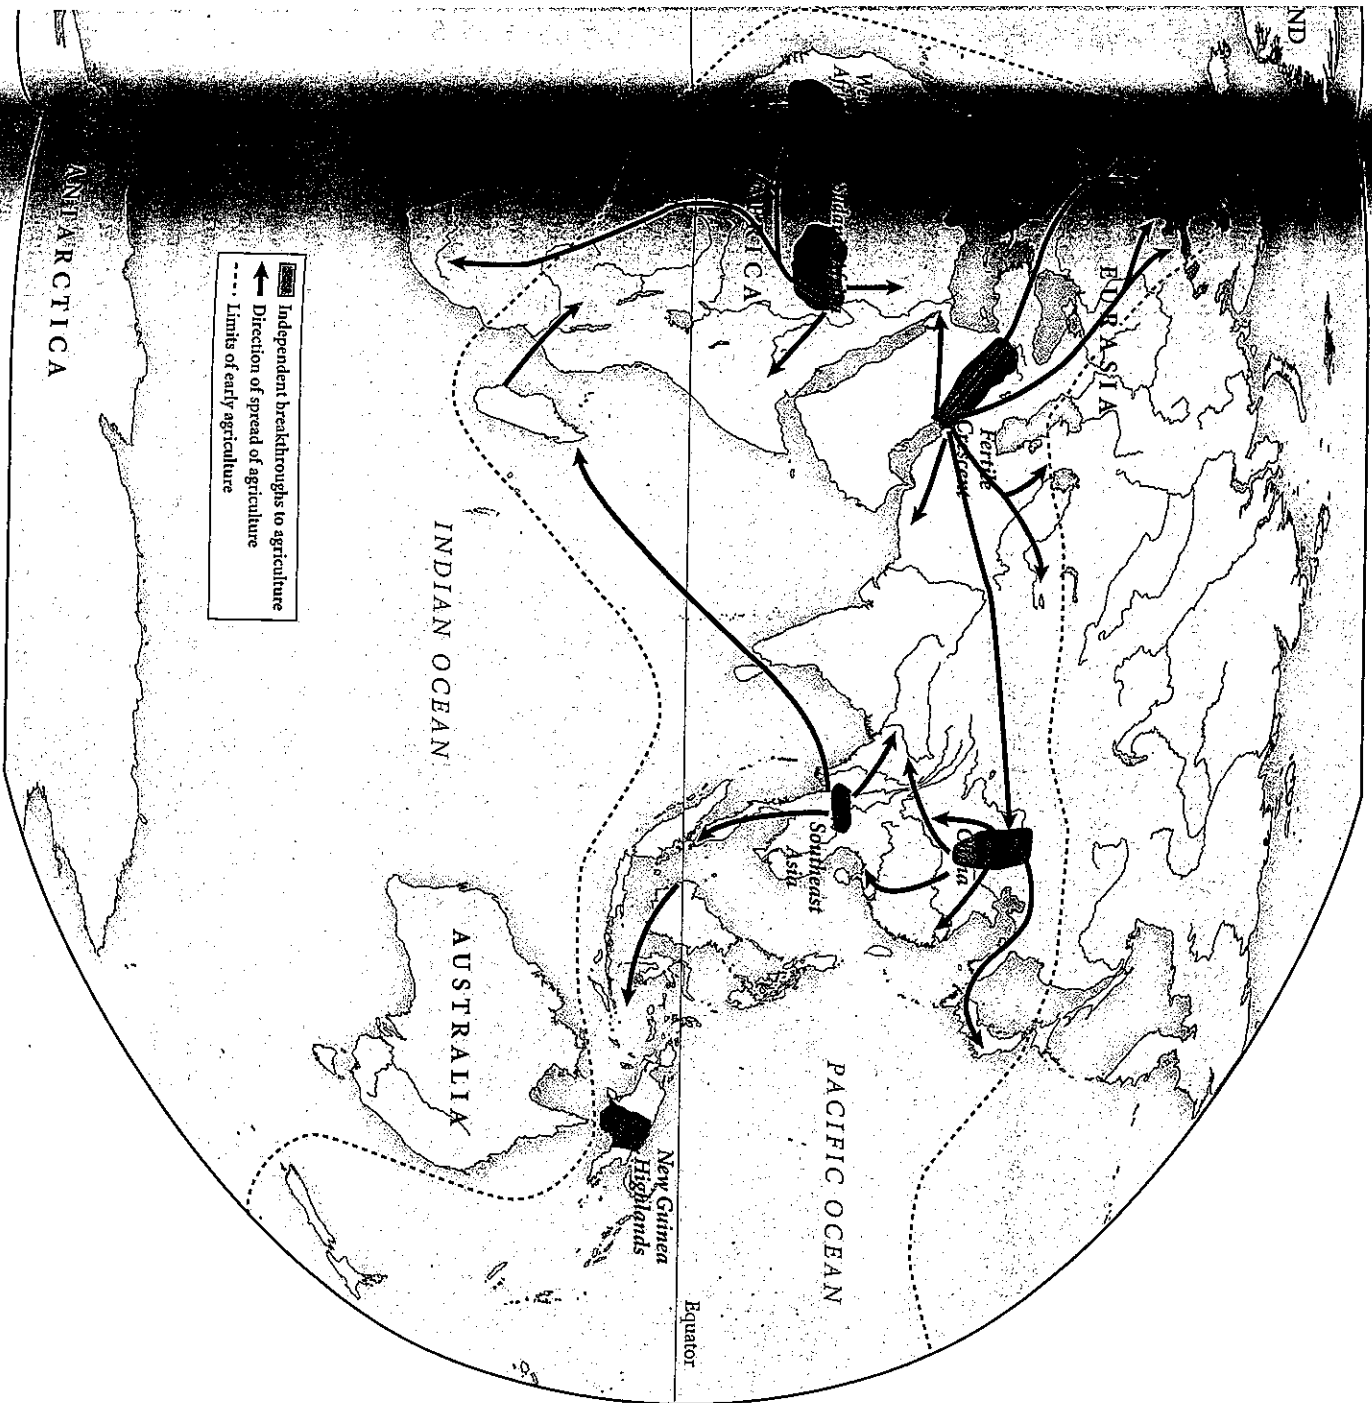 ND
EURASIA
Fertile
Crescent
China
Southeast
Asia
PACIFIC OCEAN
Equator
New Guinea
Highlands
AUSTRALIA
INDIAN OCEAN
ANTARCTICA
Independent breakthroughs to agriculture
Direction of spread of agriculture
Limits of early agriculture